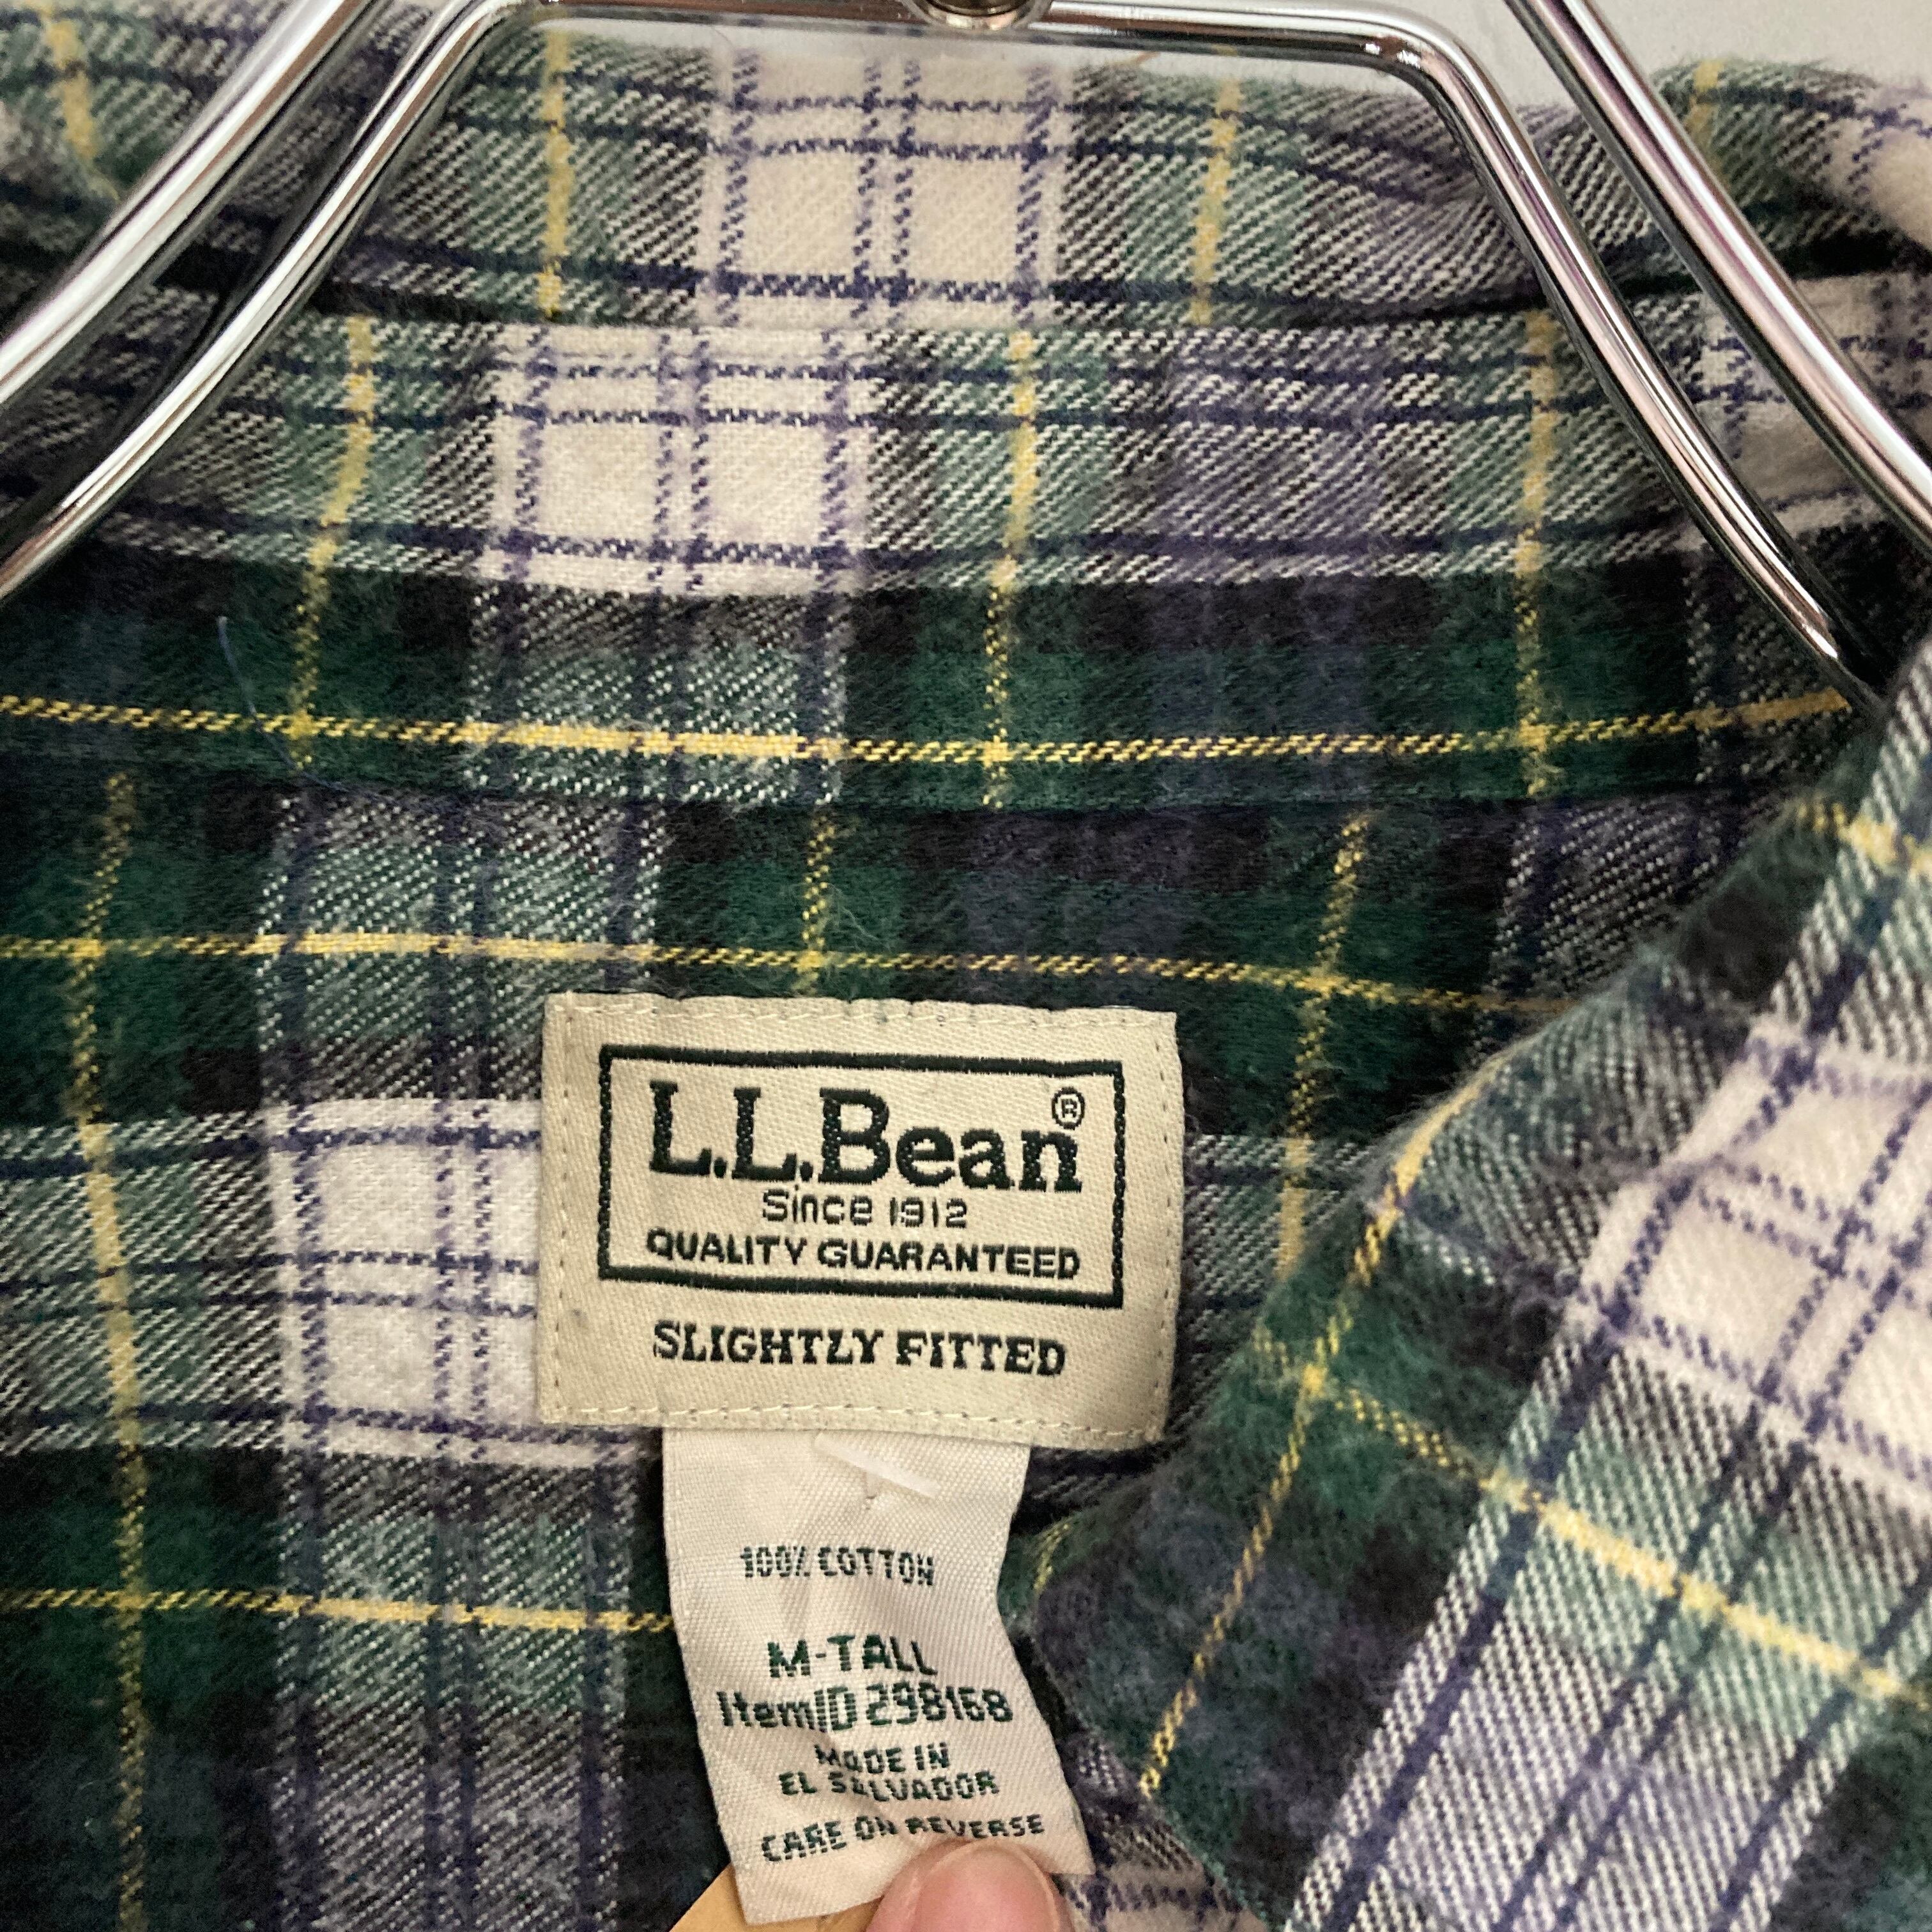 L.L.Bean®
Since 1912
QUALITY GUARANTEED
SLIGHTLY FITTED
100% COTTON
M-TALL
ItemID 298168
MADE IN
EL SALVADOR
CARE ON REVERSE